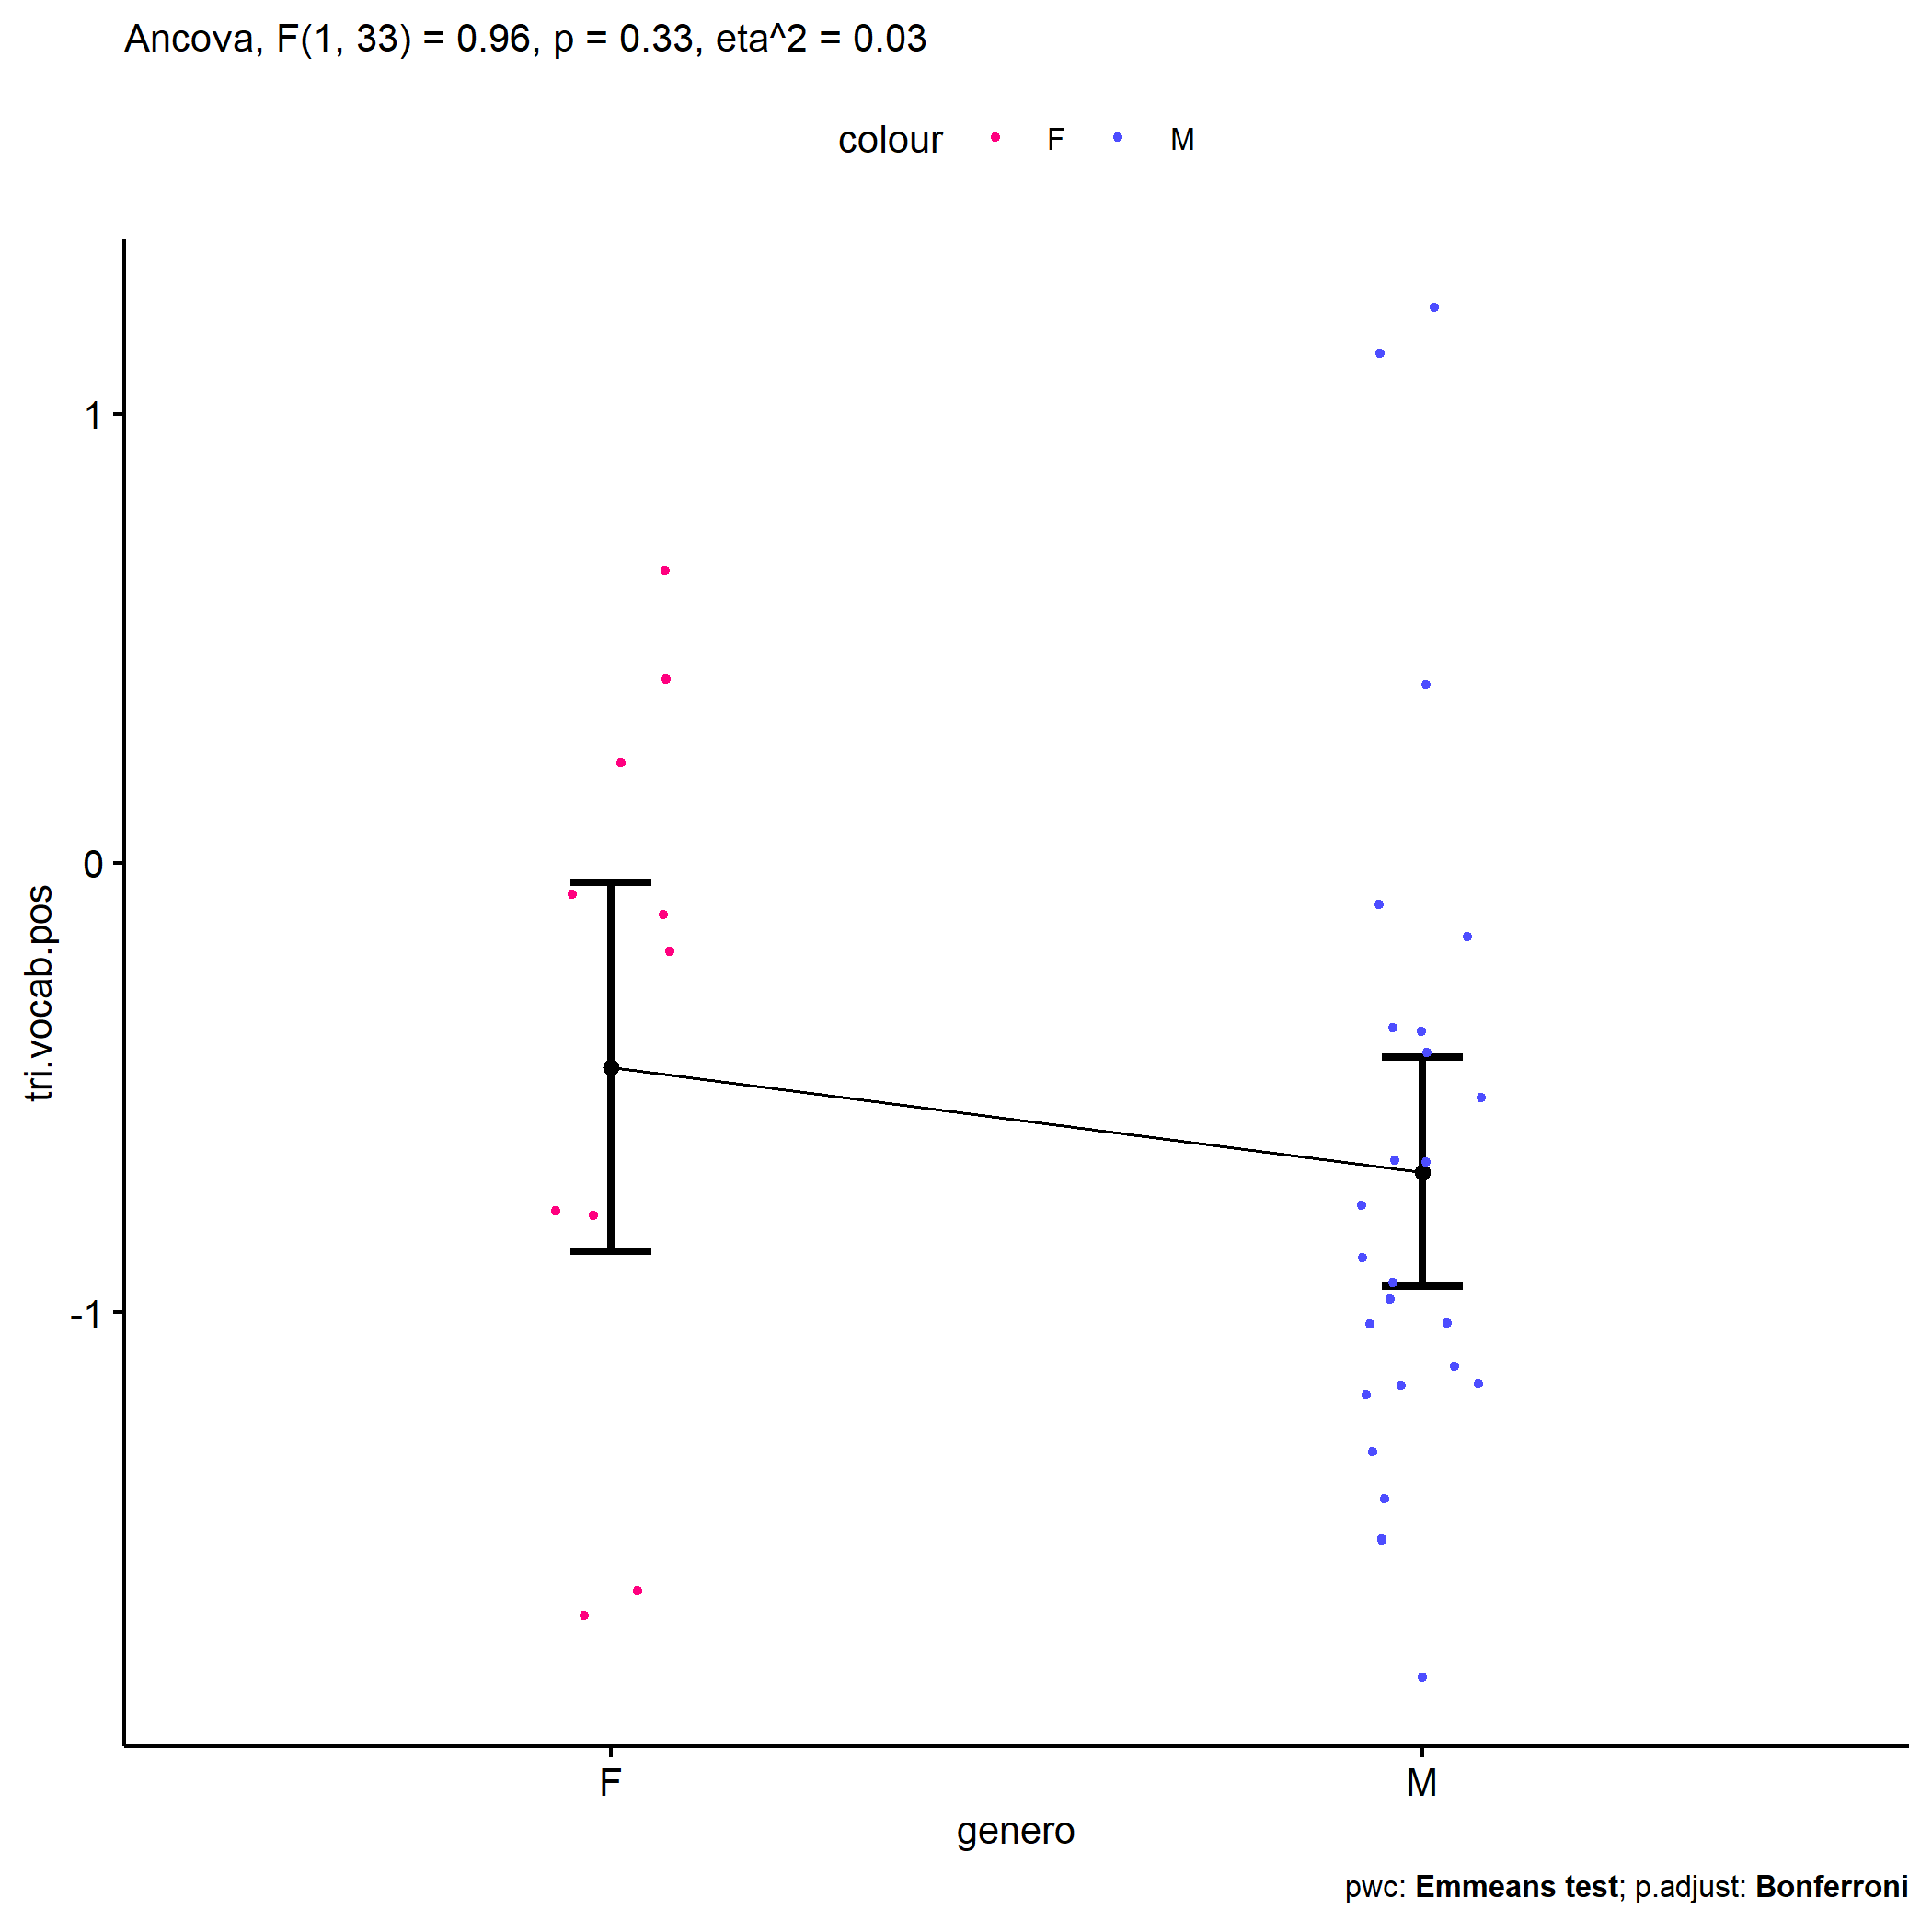 Ancova, F(1, 33) = 0.96, p = 0.33, eta^2 = 0.03
colour F M
1
0
-1
tri.vocab.pos
F M
genero
pwc: Emmeans test; p.adjust: Bonferroni